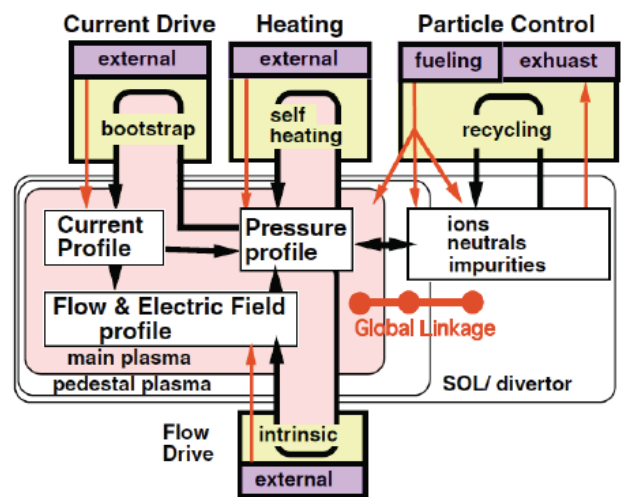 Current Drive
Heating
Particle Control
external
external
fueling
exhuast
bootstrap
self
heating
recycling
Current
Profile
Pressure
profile
ions
neutrals
impurities
Flow & Electric Field
profile
Global Linkage
main plasma
pedestal plasma
SOL/ divertor
Flow
Drive
intrinsic
external